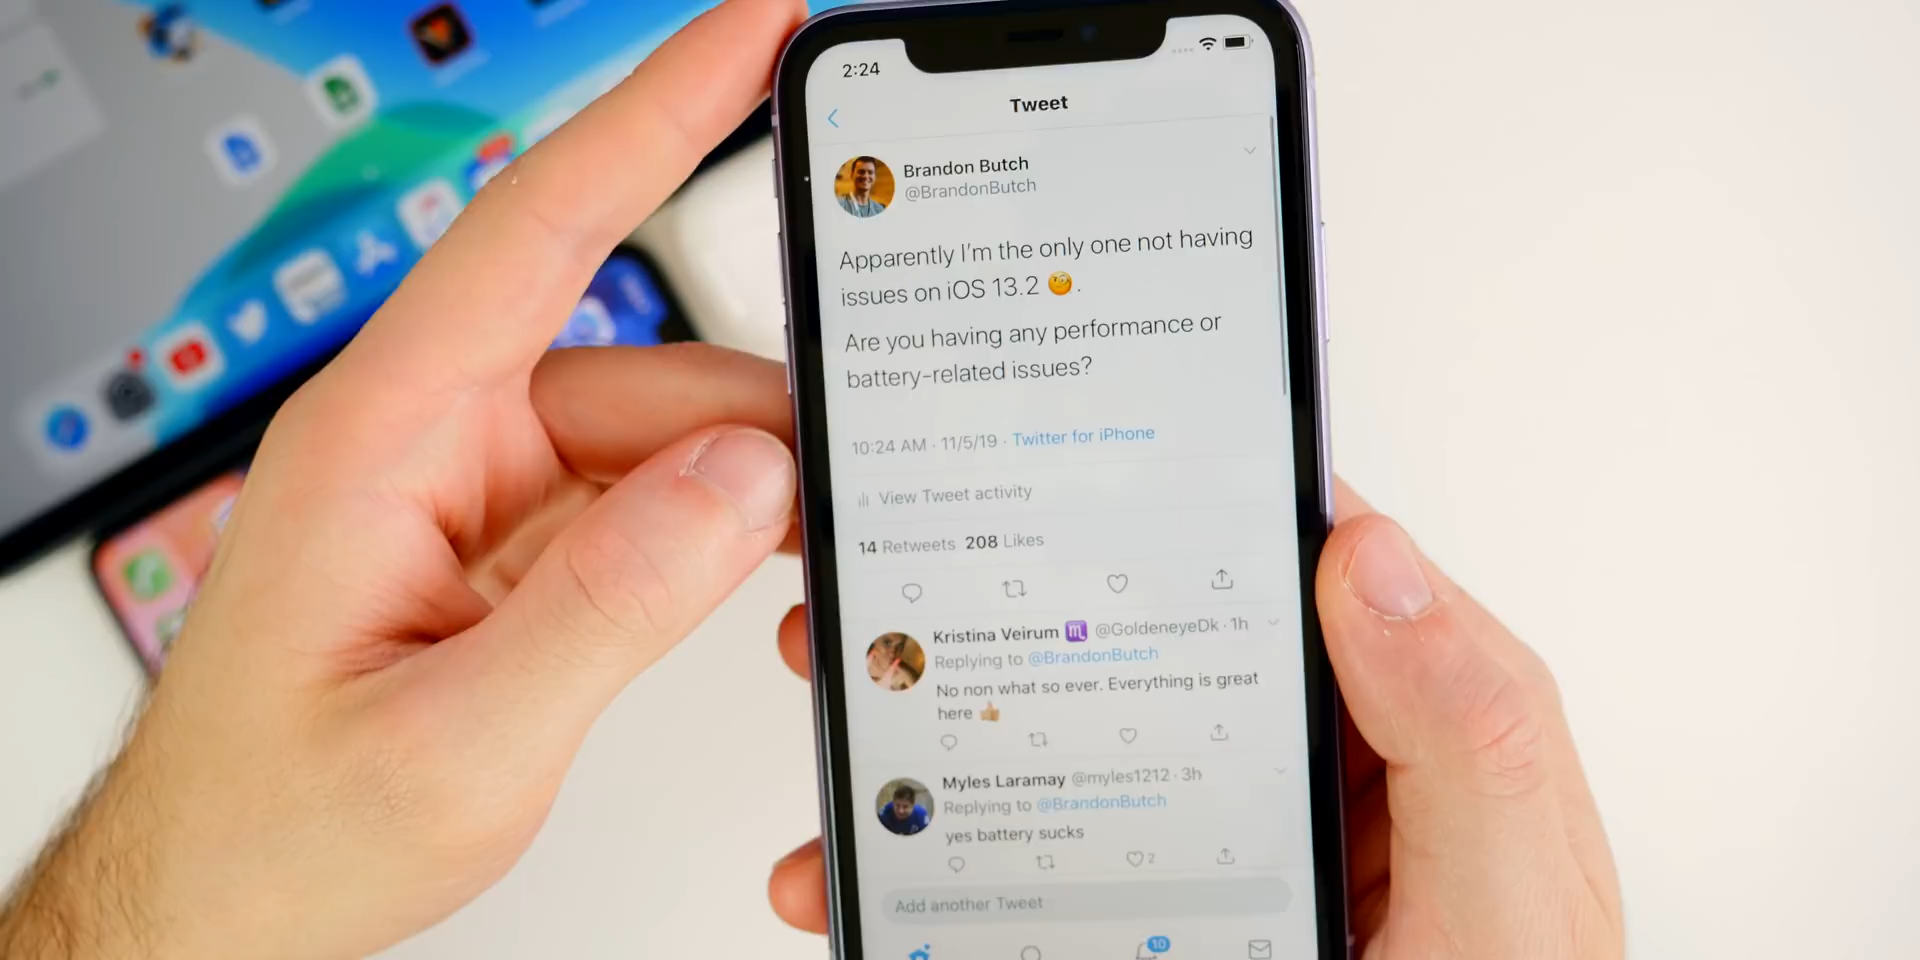 2:24
Tweet
Brandon Butch
@BrandonButch
Apparently I'm the only one not having
issues on iOS 13.2 🧐.
Are you having any performance or
battery-related issues?
10:24 AM · 11/5/19 · Twitter for iPhone
View Tweet activity
14 Retweets 208 Likes
Kristina Veirum ♏ @GoldeneyeDk · 1h
Replying to @BrandonButch
No non what so ever. Everything is great
here 👍🏼
Myles Laramay @myles1212 · 3h
Replying to @BrandonButch
yes battery sucks
2
Add another Tweet
10